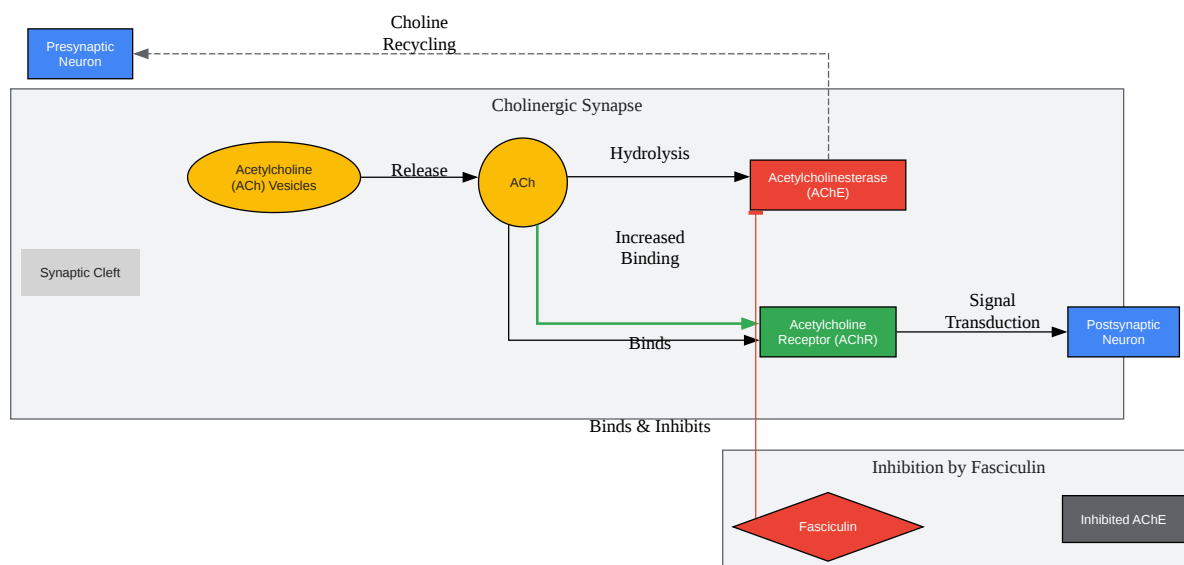 Choline
Recycling
Presynaptic
Neuron
Cholinergic Synapse
Acetylcholine
(ACh) Vesicles
Release
ACh
Hydrolysis
Acetylcholinesterase
(AChE)
Increased
Binding
Synaptic Cleft
Binds
Acetylcholine
Receptor (AChR)
Signal
Transduction
Postsynaptic
Neuron
Binds & Inhibits
Inhibition by Fasciculin
Fasciculin
Inhibited AChE